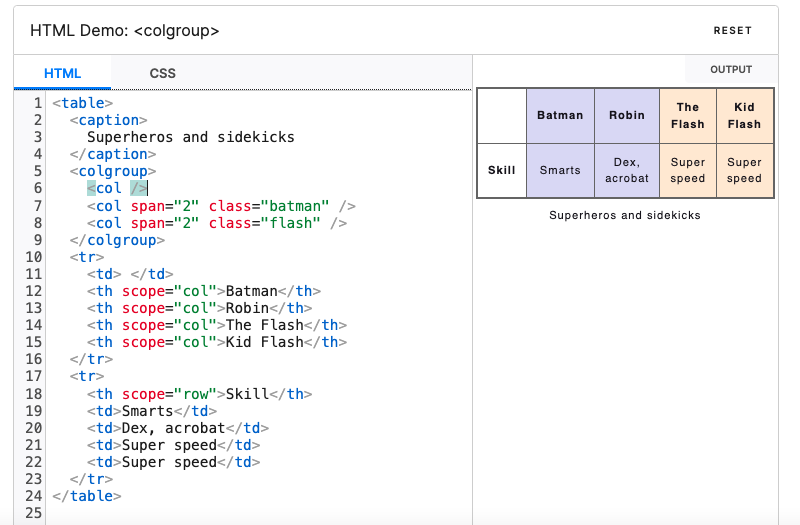 HTML Demo: <colgroup>
RESET
HTML
CSS
1 <table>
2   <caption>
3     Superheros and sidekicks
4   </caption>
5   <colgroup>
6     <col />
7     <col span="2" class="batman" />
8     <col span="2" class="flash" />
9   </colgroup>
10   <tr>
11     <td> </td>
12     <th scope="col">Batman</th>
13     <th scope="col">Robin</th>
14     <th scope="col">The Flash</th>
15     <th scope="col">Kid Flash</th>
16   </tr>
17   <tr>
18     <th scope="row">Skill</th>
19     <td>Smarts</td>
20     <td>Dex, acrobat</td>
21     <td>Super speed</td>
22     <td>Super speed</td>
23   </tr>
24 </table>
25
OUTPUT
Batman
Robin
The
Flash
Kid
Flash
Skill
Smarts
Dex,
acrobat
Super
speed
Super
speed
Superheros and sidekicks